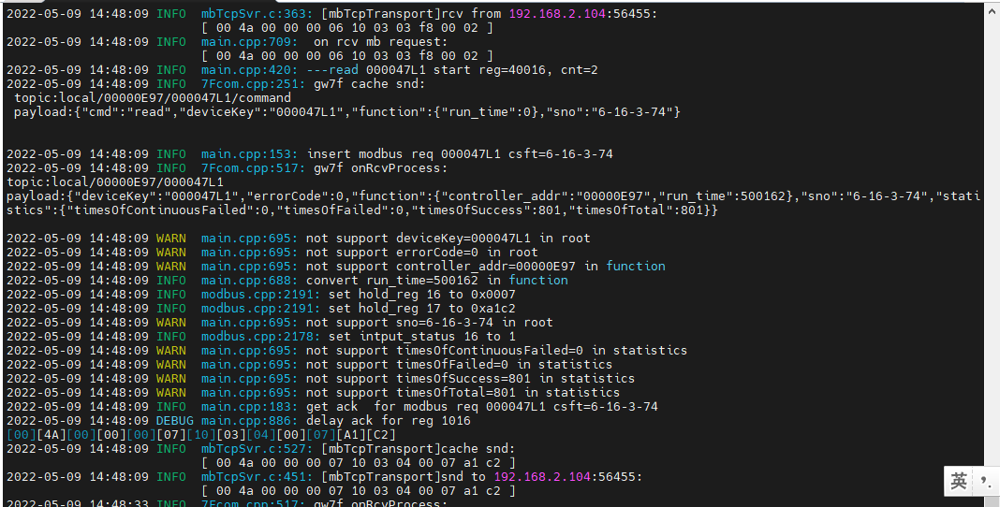 2022-05-09 14:48:09 INFO  mbTcpSvr.c:363: [mbTcpTransport]rcv from 192.168.2.104:56455:
[ 00 4a 00 00 00 06 10 03 03 f8 00 02 ]
2022-05-09 14:48:09 INFO  main.cpp:709:  on rcv mb request:
[ 00 4a 00 00 00 06 10 03 03 f8 00 02 ]
2022-05-09 14:48:09 INFO  main.cpp:420: ---read 000047L1 start reg=40016, cnt=2
2022-05-09 14:48:09 INFO  7Fcom.cpp:251: gw7f cache snd:
topic:local/00000E97/000047L1/command
payload:{"cmd":"read","deviceKey":"000047L1","function":{"run_time":0},"sno":"6-16-3-74"}
2022-05-09 14:48:09 INFO  main.cpp:153: insert modbus req 000047L1 csft=6-16-3-74
2022-05-09 14:48:09 INFO  7Fcom.cpp:517: gw7f onRcvProcess:
topic:local/00000E97/000047L1
payload:{"deviceKey":"000047L1","errorCode":0,"function":{"controller_addr":"00000E97","run_time":500162},"sno":"6-16-3-74","stati
stics":{"timesOfContinuousFailed":0,"timesOfFailed":0,"timesOfSuccess":801,"timesOfTotal":801}}
2022-05-09 14:48:09 WARN  main.cpp:695: not support deviceKey=000047L1 in root
2022-05-09 14:48:09 WARN  main.cpp:695: not support errorCode=0 in root
2022-05-09 14:48:09 WARN  main.cpp:695: not support controller_addr=00000E97 in function
2022-05-09 14:48:09 INFO  main.cpp:688: convert run_time=500162 in function
2022-05-09 14:48:09 INFO  modbus.cpp:2191: set hold_reg 16 to 0x0007
2022-05-09 14:48:09 INFO  modbus.cpp:2191: set hold_reg 17 to 0xa1c2
2022-05-09 14:48:09 WARN  main.cpp:695: not support sno=6-16-3-74 in root
2022-05-09 14:48:09 INFO  modbus.cpp:2178: set intput_status 16 to 1
2022-05-09 14:48:09 WARN  main.cpp:695: not support timesOfContinuousFailed=0 in statistics
2022-05-09 14:48:09 WARN  main.cpp:695: not support timesOfFailed=0 in statistics
2022-05-09 14:48:09 WARN  main.cpp:695: not support timesOfSuccess=801 in statistics
2022-05-09 14:48:09 WARN  main.cpp:695: not support timesOfTotal=801 in statistics
2022-05-09 14:48:09 INFO  main.cpp:183: get ack  for modbus req 000047L1 csft=6-16-3-74
2022-05-09 14:48:09 DEBUG main.cpp:886: delay ack for reg 1016
[00][4A][00][00][00][07][10][03][04][00][07][A1][C2]
2022-05-09 14:48:09 INFO  mbTcpSvr.c:527: [mbTcpTransport]cache snd:
[ 00 4a 00 00 00 07 10 03 04 00 07 a1 c2 ]
2022-05-09 14:48:09 INFO  mbTcpSvr.c:451: [mbTcpTransport]snd to 192.168.2.104:56455:
[ 00 4a 00 00 00 07 10 03 04 00 07 a1 c2 ]
英 ’,
2022-05-09 14:48:33 INFO  7Fcom.cpp:517: gw7f onRcvProcess: